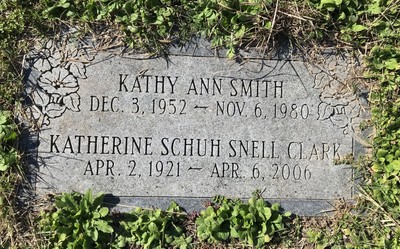 KATHY ANN SMITH
DEC. 3, 1952 — NOV. 6, 1980
KATHERINE SCHUH SNELL CLARK
APR. 2, 1921 — APR. 6, 2006